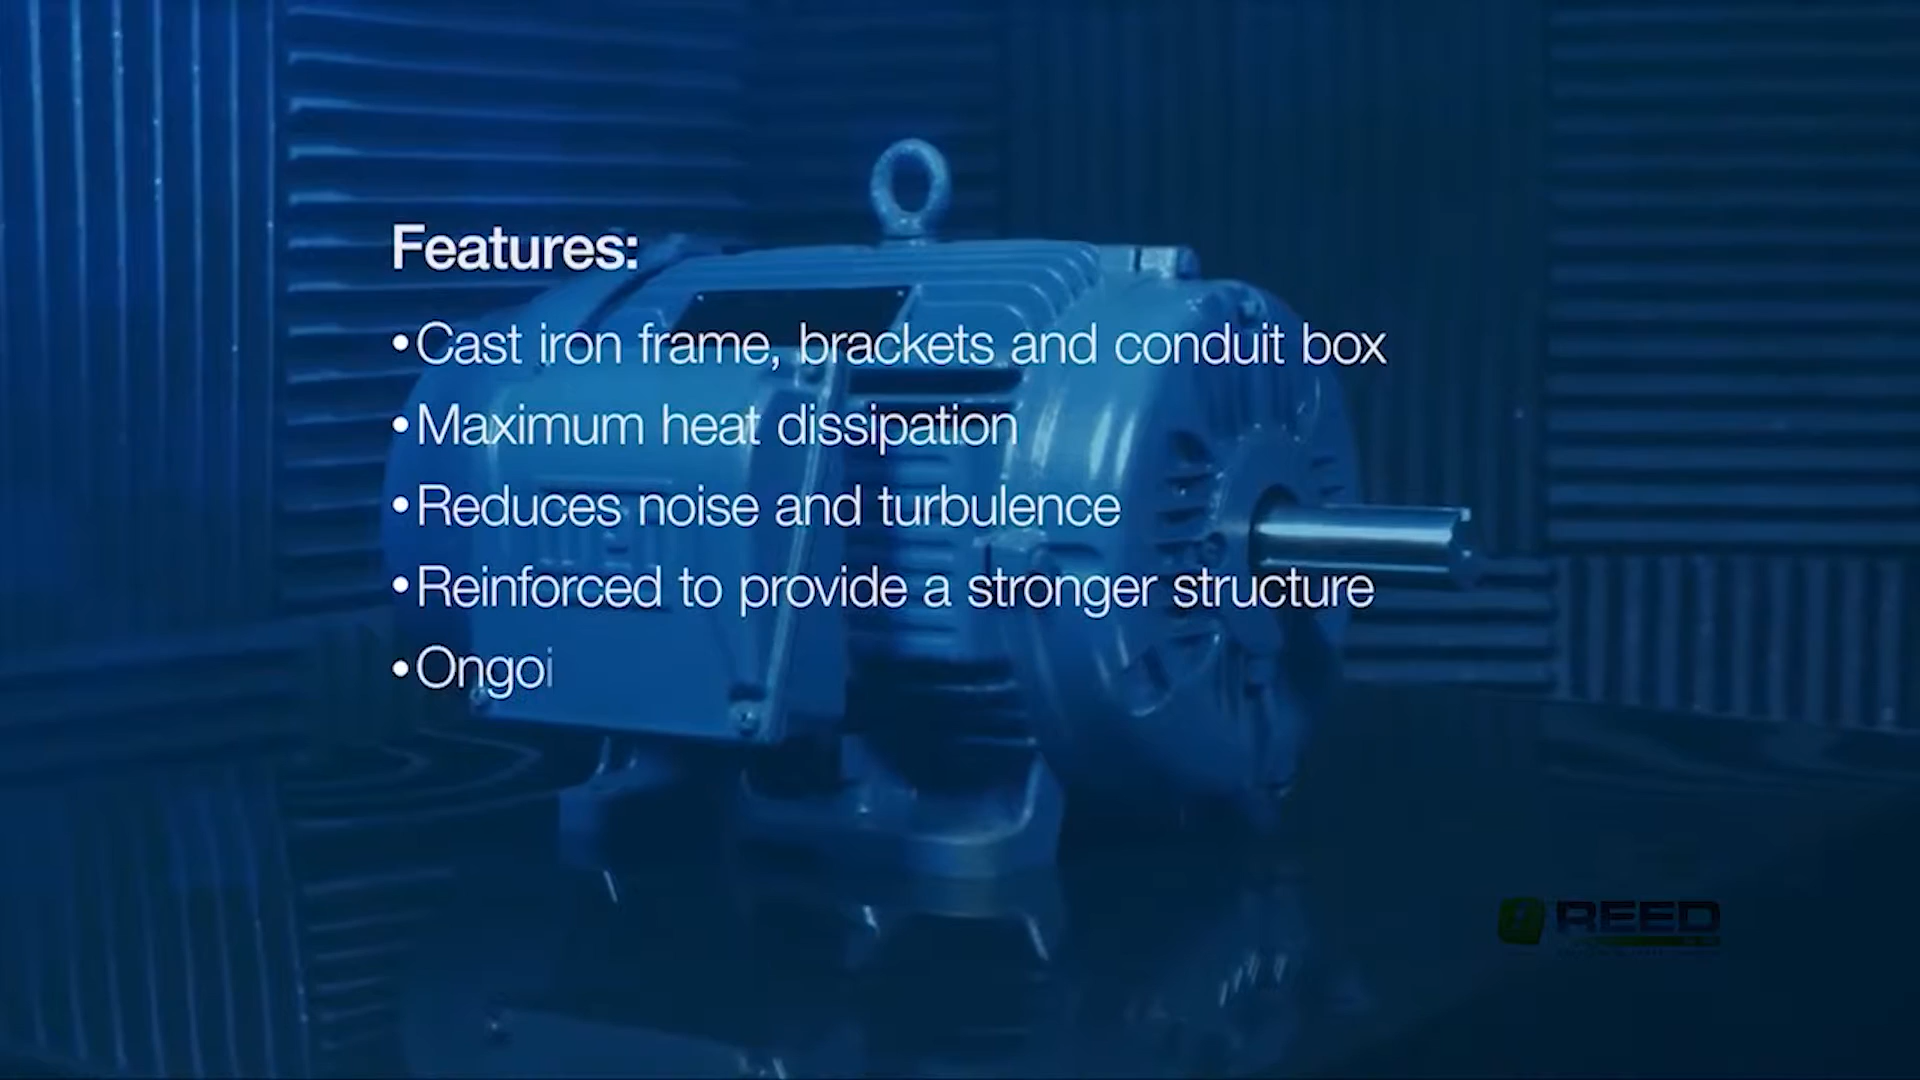 Features:
•Cast iron frame, brackets and conduit box
•Maximum heat dissipation
•Reduces noise and turbulence
•Reinforced to provide a stronger structure
•Ongoi
REED